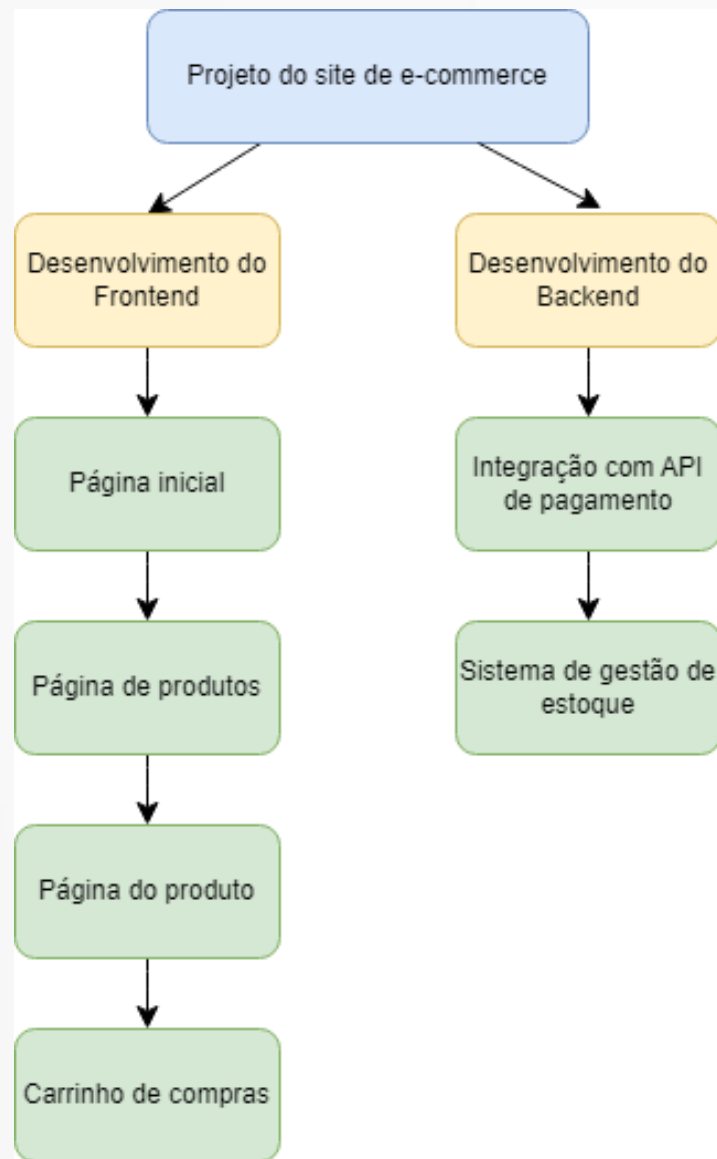 Projeto do site de e-commerce
Desenvolvimento do
Frontend
Desenvolvimento do
Backend
Página inicial
Integração com API
de pagamento
Página de produtos
Sistema de gestão de
estoque
Página do produto
Carrinho de compras